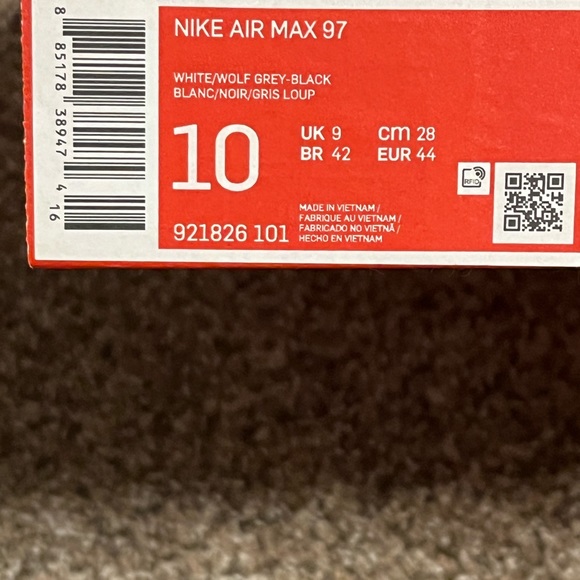 NIKE AIR MAX 97
WHITE/WOLF GREY-BLACK
BLANC/NOIR/GRIS LOUP
10
UK 9 cm 28
BR 42 EUR 44
921826 101
MADE IN VIETNAM /
FABRIQUE AU VIETNAM /
FABRICADO NO VIETNÃ /
HECHO EN VIETNAM
RFID
8 85178 38947 4 16